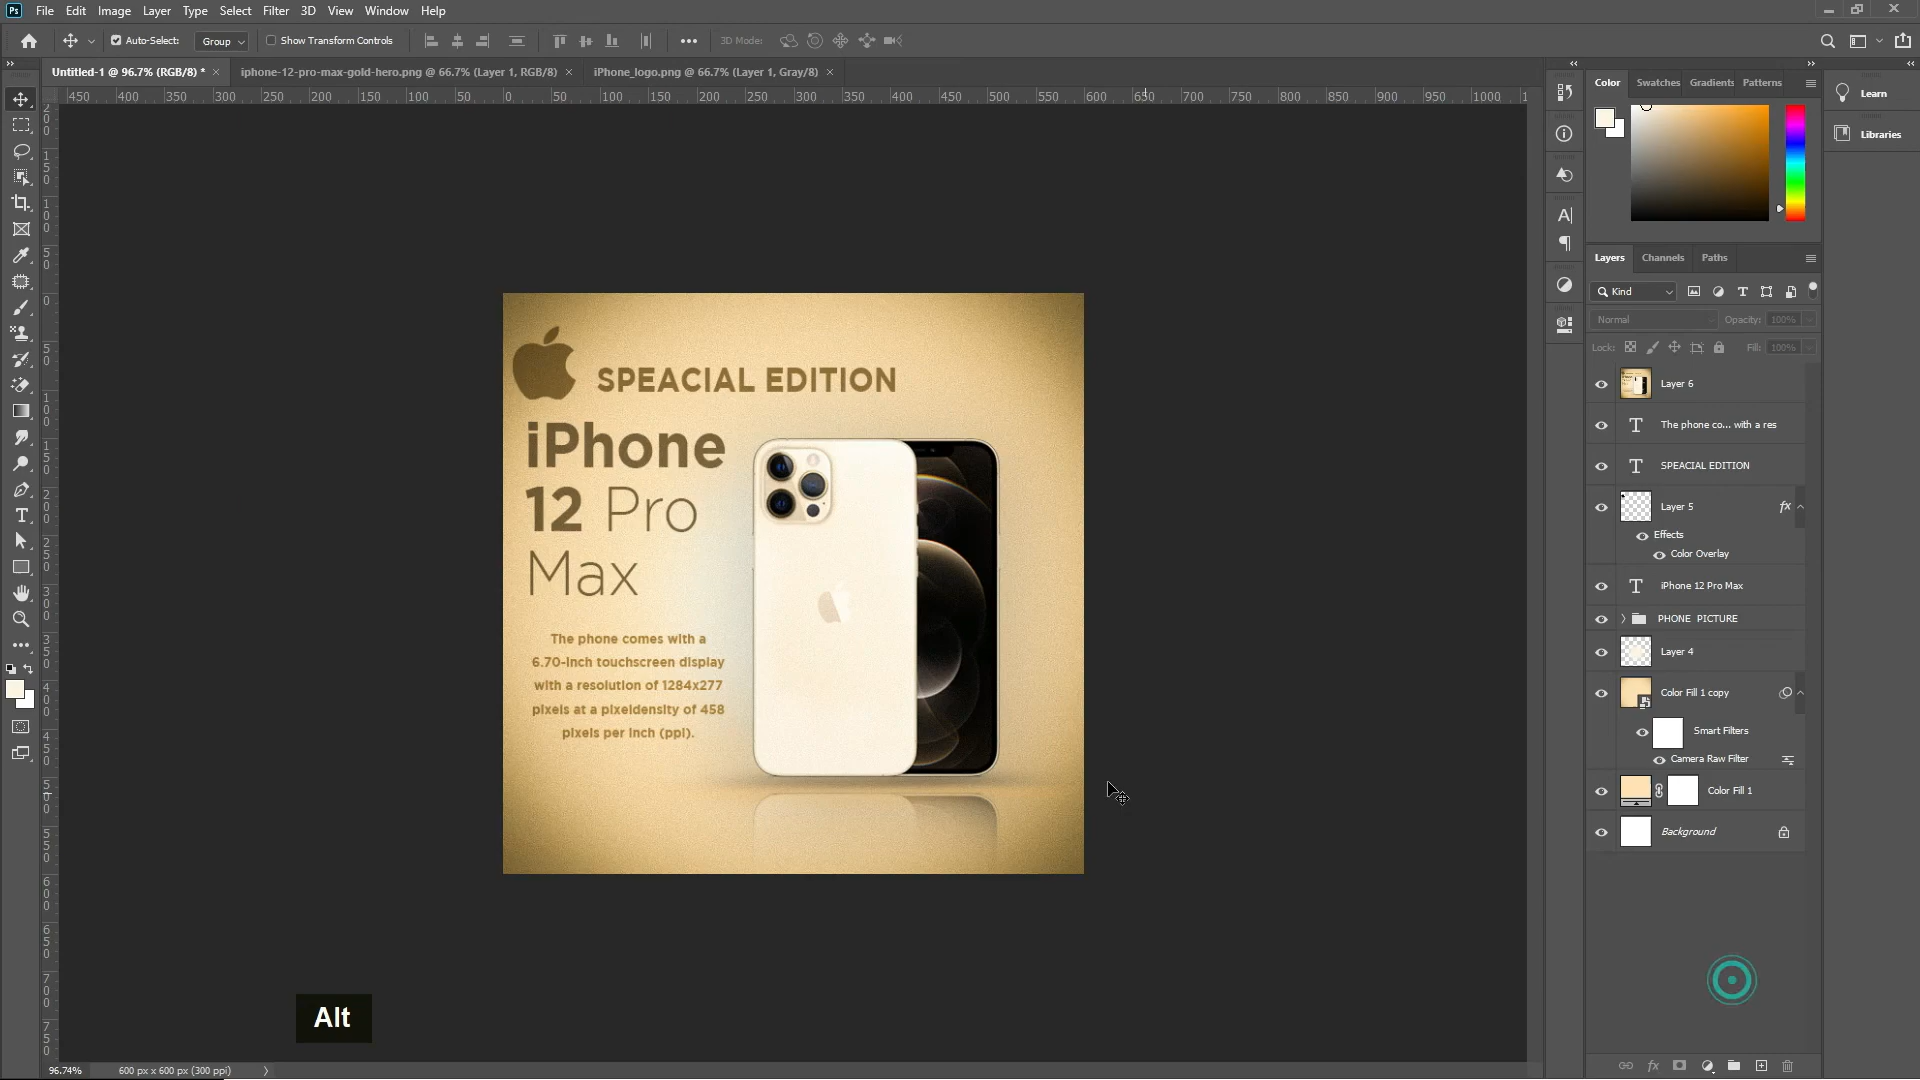 Ps File Edit Image Layer Type Select Filter 3D View Window Help
Auto-Select: Group Show Transform Controls 3D Mode:
Untitled-1 @ 96.7% (RGB/8) * iphone-12-pro-max-gold-hero.png @ 66.7% (Layer 1, RGB/8) iPhone_logo.png @ 66.7% (Layer 1, Gray/8)
450 400 350 300 250 200 150 100 50 0 50 100 150 200 250 300 350 400 450 500 550 600 650 700 750 800 850 900 950 1000
Color Swatches Gradients Patterns
Learn
Libraries
Layers Channels Paths
Kind
Normal Opacity: 100%
Lock: Fill: 100%
Layer 6
The phone co... with a res
SPEACIAL EDITION
Layer 5 fx
Effects
Color Overlay
iPhone 12 Pro Max
PHONE PICTURE
Layer 4
Color Fill 1 copy
Smart Filters
Camera Raw Filter
Color Fill 1
Background
SPEACIAL EDITION
iPhone
12 Pro
Max
The phone comes with a
6.70-inch touchscreen display
with a resolution of 1284x277
pixels at a pixeldensity of 458
pixels per inch (ppi).
Alt
96.74% 600 px x 600 px (300 ppi)